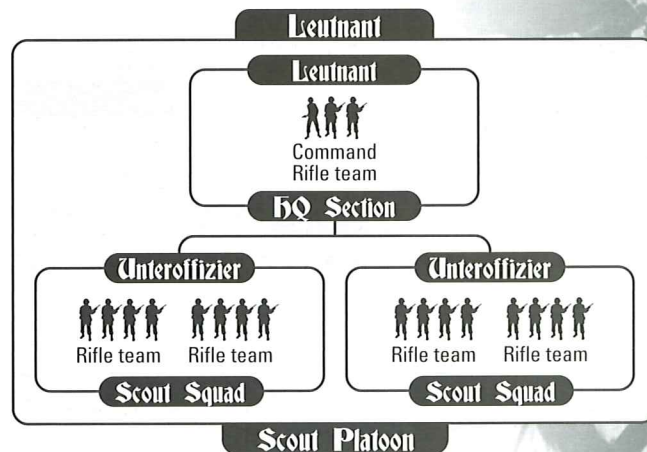 Leutnant
Leutnant
Command
Rifle team
HQ Section
Unteroffizier
Rifle team Rifle team
Scout Squad
Unteroffizier
Rifle team Rifle team
Scout Squad
Scout Platoon